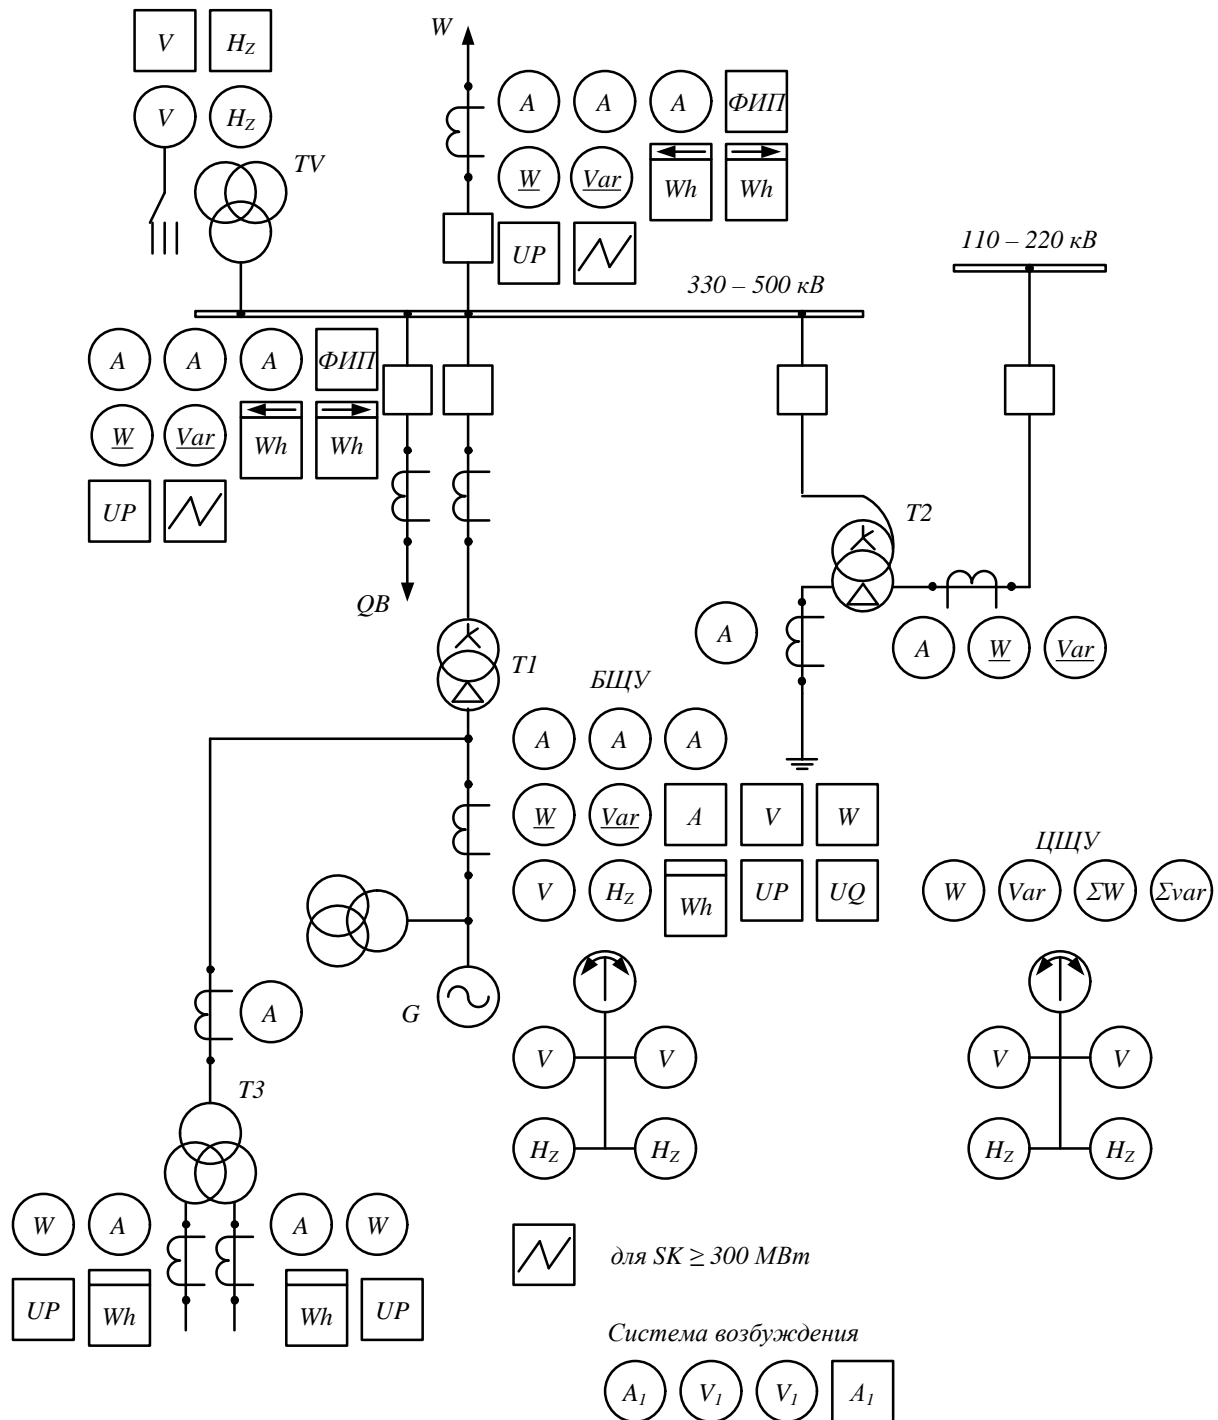 V H_Z
W
V H_Z
A A A ФИП
TV
W Var Wh Wh
UP
110 – 220 кВ
330 – 500 кВ
A A A ФИП
W Var Wh Wh
UP
T2
QB
A
A W Var
T1
БЩУ
A A A
W Var A V W
ЦЩУ
V H_Z Wh UP UQ
W Var ΣW Σvar
G
A
V V
V V
T3
H_Z H_Z
H_Z H_Z
W A A W
для SK ≥ 300 МВт
UP Wh Wh UP
Система возбуждения
A_1 V_1 V_1 A_1